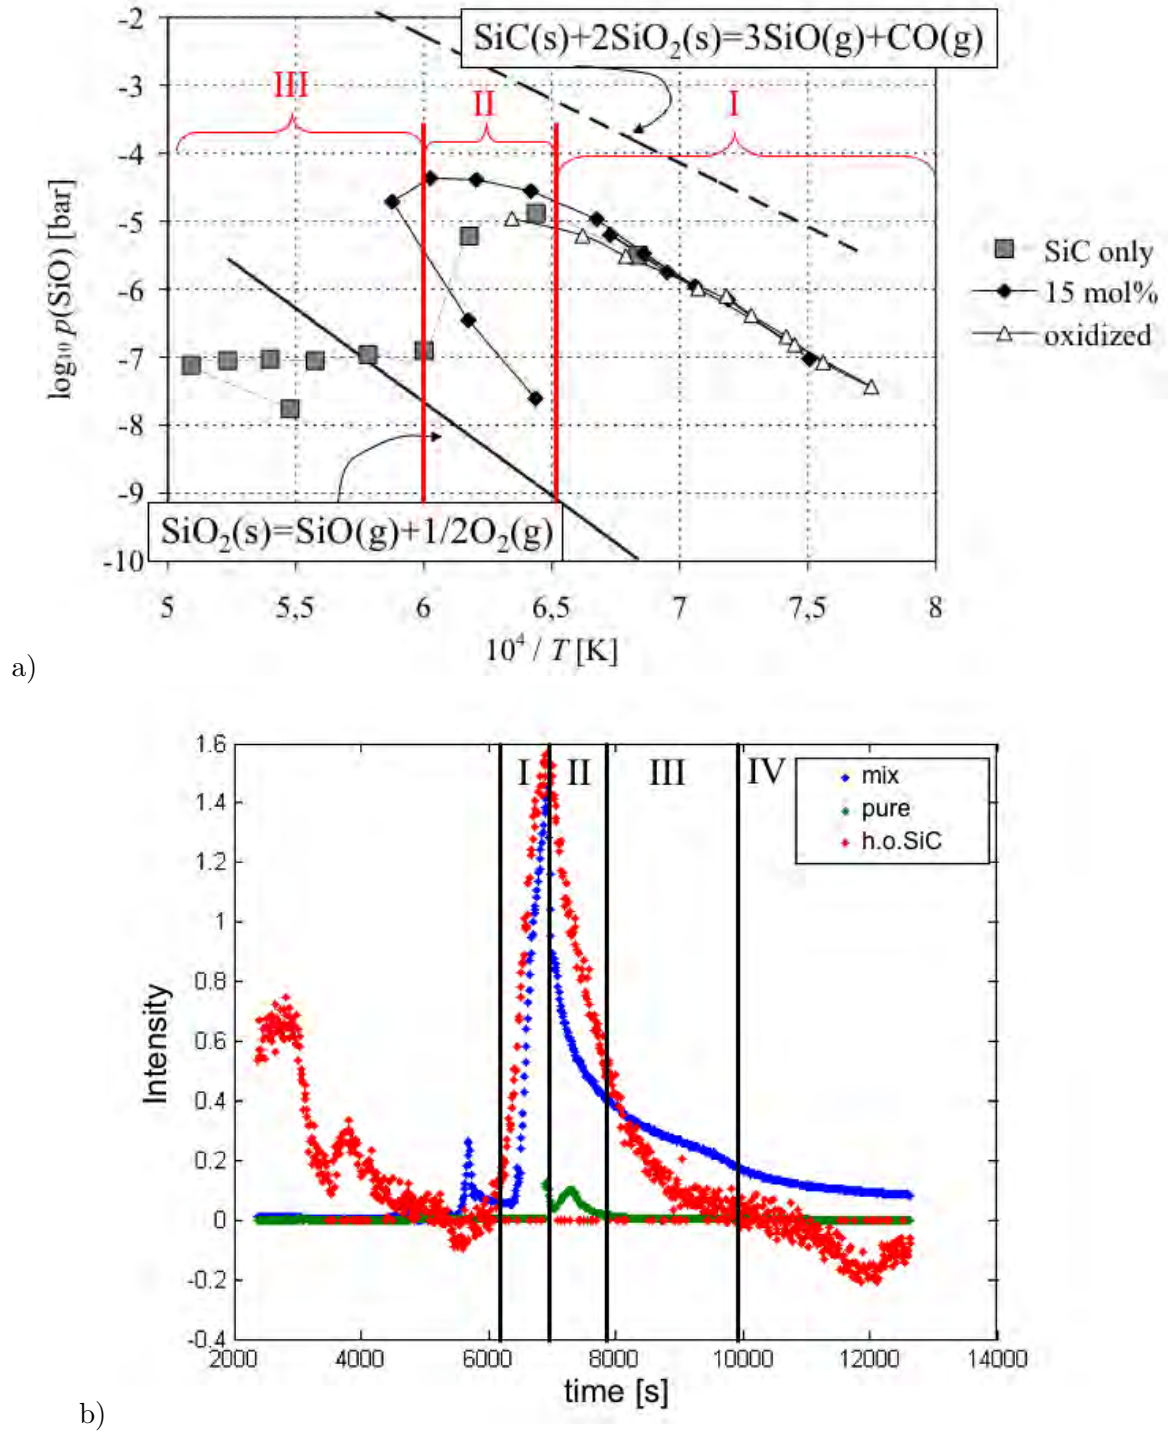 a)
-2
-3
-4
-5
-6
-7
-8
-9
-10
log₁₀ p(SiO) [bar]
SiC(s)+2SiO₂(s)=3SiO(g)+CO(g)
III
II
I
SiC only
15 mol%
oxidized
SiO₂(s)=SiO(g)+1/2O₂(g)
5 5,5 6 6,5 7 7,5 8
10⁴ / T [K]
b)
1.6
1.4
1.2
1
0.8
0.6
0.4
0.2
0
-0.2
-0.4
Intensity
I II III IV
mix
pure
h.o.SiC
2000 4000 6000 8000 10000 12000 14000
time [s]